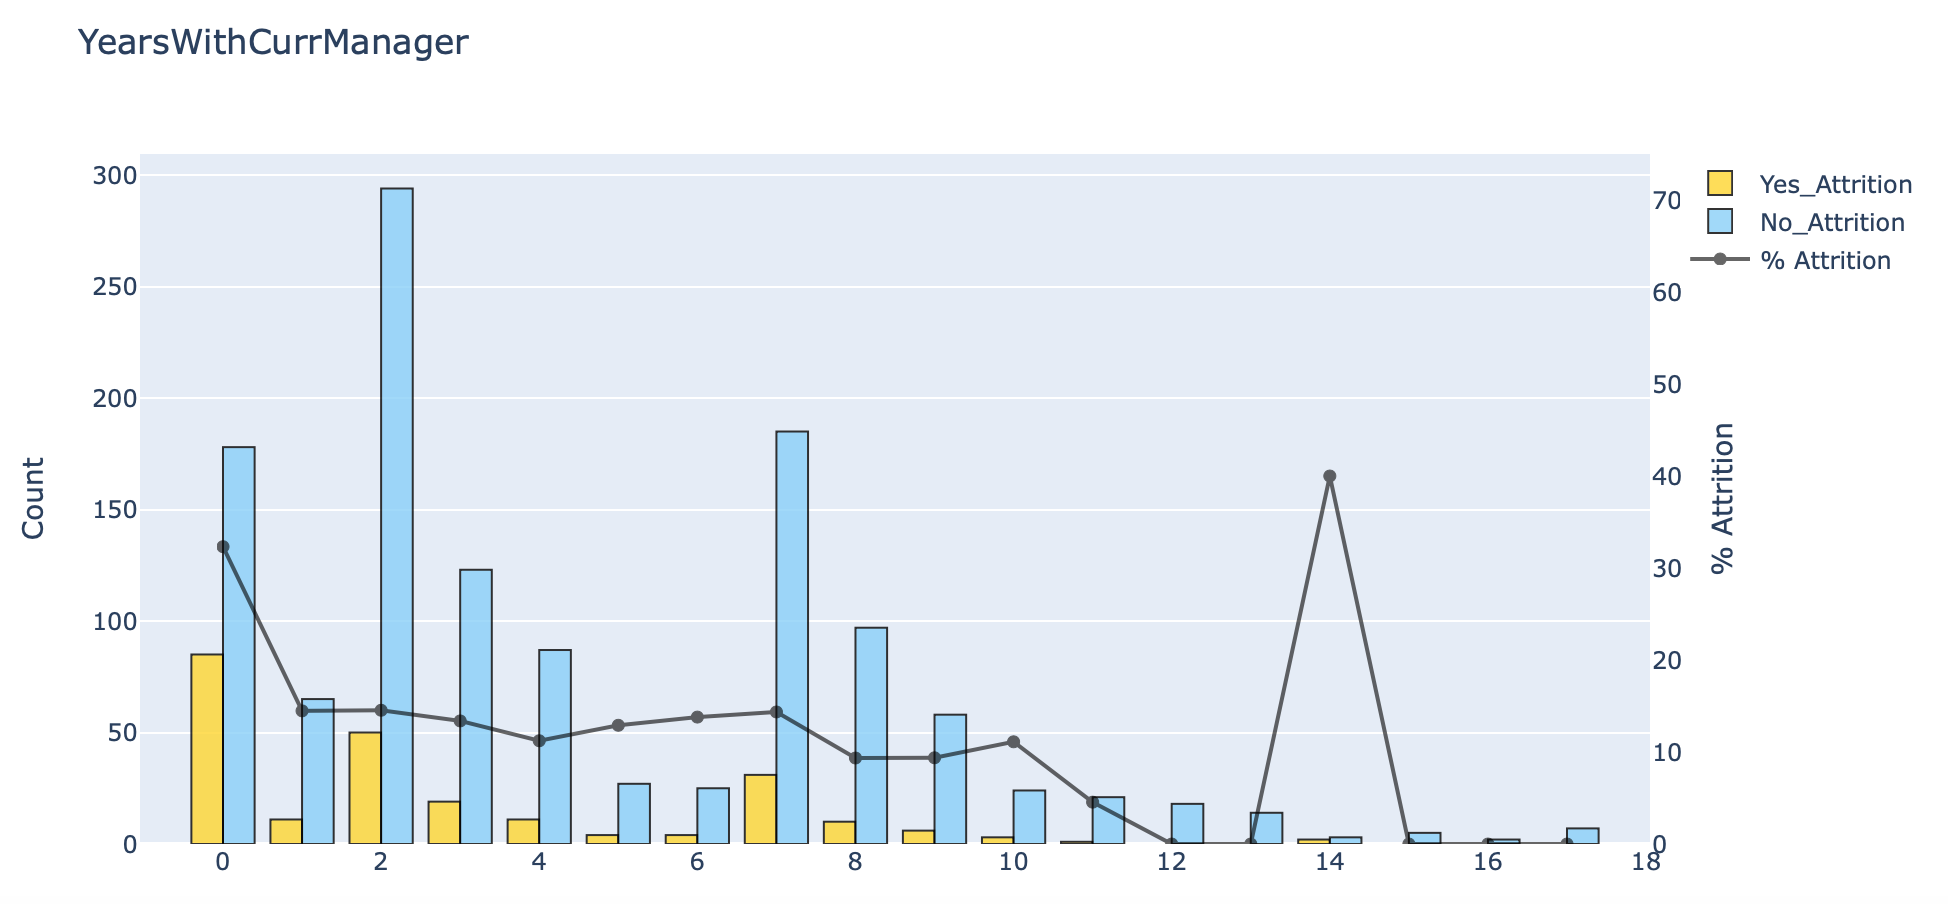 YearsWithCurrManager
300
250
200
150
100
50
0
Count
0 2 4 6 8 10 12 14 16 18
70
60
50
40
30
20
10
0
% Attrition
Yes_Attrition
No_Attrition
% Attrition